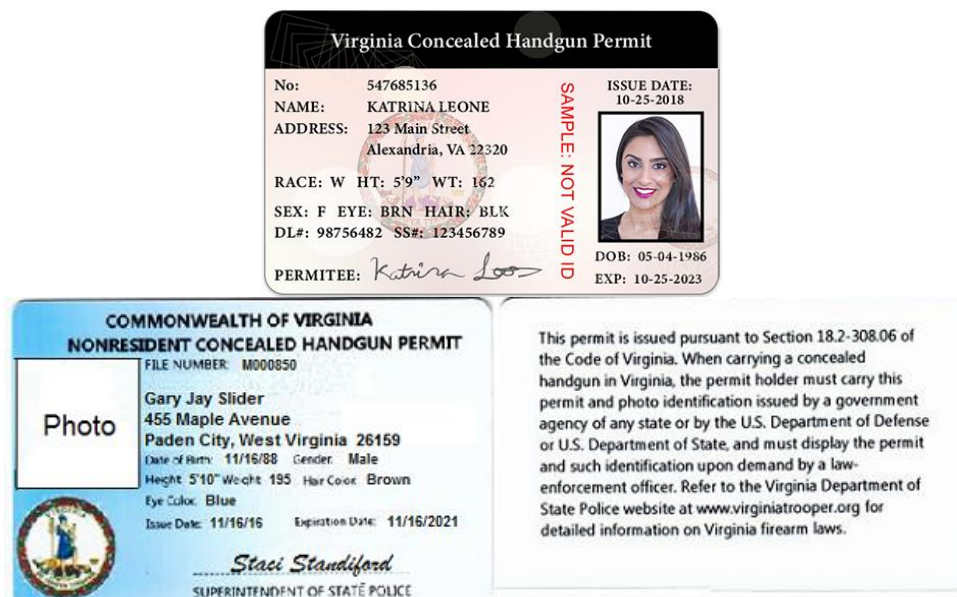 Virginia Concealed Handgun Permit
No: 547685136
NAME: KATRINA LEONE
ADDRESS: 123 Main Street
Alexandria, VA 22320
RACE: W HT: 5'9" WT: 162
SEX: F EYE: BRN HAIR: BLK
DL#: 98756482 SS#: 123456789
PERMITEE: Katrina
SAMPLE: NOT VALID ID
ISSUE DATE:
10-25-2018
DOB: 05-04-1986
EXP: 10-25-2023
COMMONWEALTH OF VIRGINIA
NONRESIDENT CONCEALED HANDGUN PERMIT
FILE NUMBER M000850
Photo
Gary Jay Slider
455 Maple Avenue
Paden City, West Virginia 26159
Date of Birth: 11/16/88 Gender: Male
Height 5'10" Weight 195 Hair Color Brown
Eye Color: Blue
Issue Date: 11/16/16 Expiration Date: 11/16/2021
Staci Standiford
SUPERINTENDENT OF STATE POLICE
This permit is issued pursuant to Section 18.2-308.06 of
the Code of Virginia. When carrying a concealed
handgun in Virginia, the permit holder must carry this
permit and photo identification issued by a government
agency of any state or by the U.S. Department of Defense
or U.S. Department of State, and must display the permit
and such identification upon demand by a law-
enforcement officer. Refer to the Virginia Department of
State Police website at www.virginiatrooper.org for
detailed information on Virginia firearm laws.